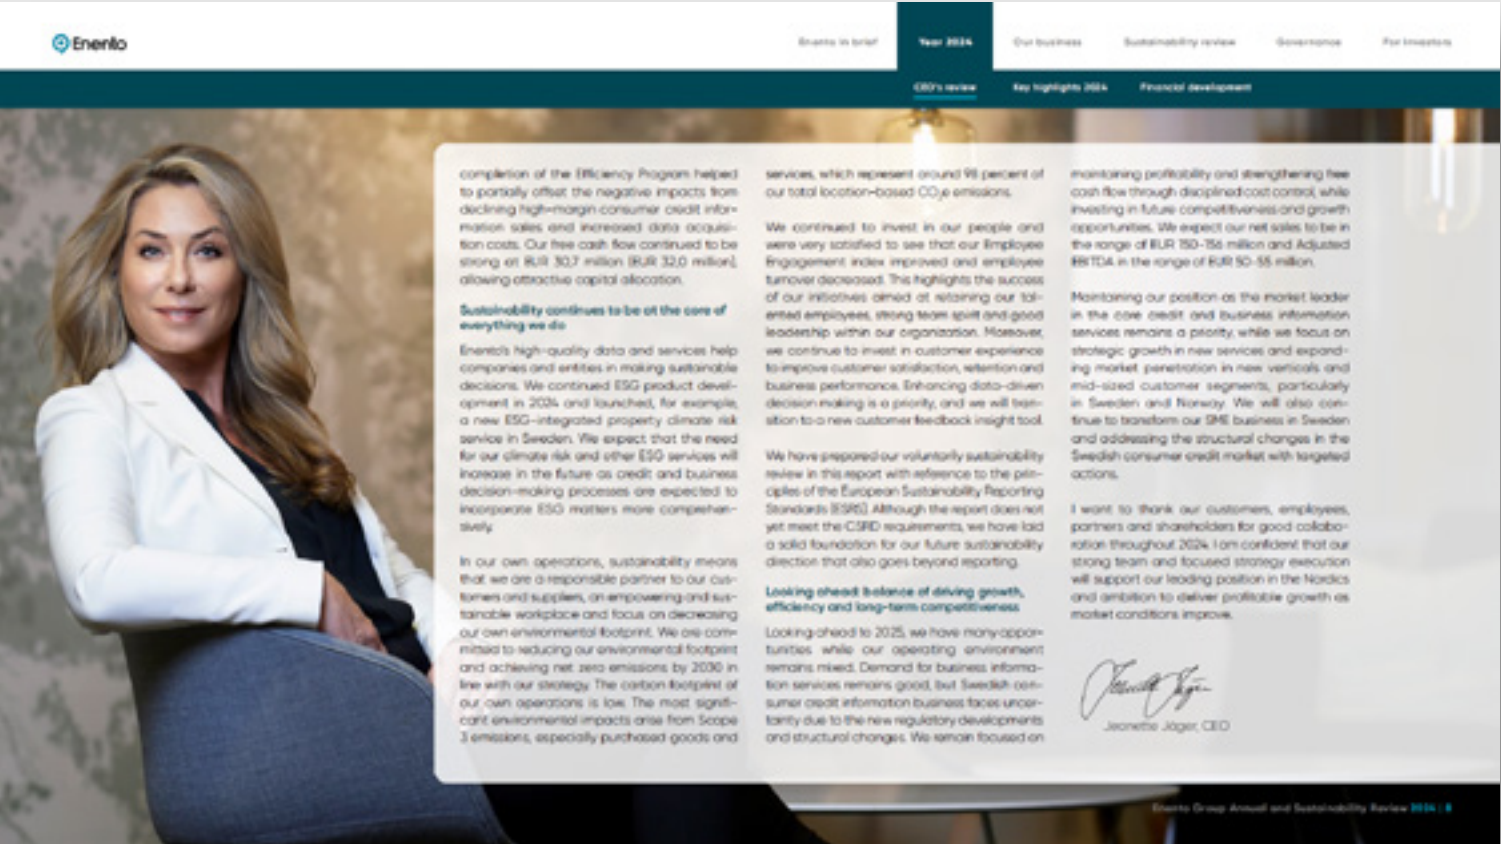 Enento
Enento in brief
Year 2024
Our business
Sustainability review
Governance
For Investors
CEO's review
Key highlights 2024
Financial development
completion of the Efficiency Program helped
to partially offset the negative impacts from
declining high-margin consumer credit infor-
mation sales and increased data acquisi-
tion costs. Our free cash flow continued to be
strong at EUR 30,7 million (EUR 32,0 million),
allowing attractive capital allocation.
Sustainability continues to be at the core of
everything we do
Enento's high-quality data and services help
companies and entities in making sustainable
decisions. We continued ESG product devel-
opment in 2024 and launched, for example,
a new ESG-integrated property climate risk
service in Sweden. We expect that the need
for our climate risk and other ESG services will
increase in the future as credit and business
decision-making processes are expected to
incorporate ESG matters more comprehen-
sively.
In our own operations, sustainability means
that we are a responsible partner to our cus-
tomers and suppliers, an empowering and sus-
tainable workplace and focus on decreasing
our own environmental footprint. We are com-
mitted to reducing our environmental footprint
and achieving net zero emissions by 2030 in
line with our strategy. The carbon footprint of
our own operations is low. The most signifi-
cant environmental impacts arise from Scope
3 emissions, especially purchased goods and
services, which represent around 98 percent of
our total location-based CO₂e emissions.
We continued to invest in our people and
were very satisfied to see that our Employee
Engagement index improved and employee
turnover decreased. This highlights the success
of our initiatives aimed at retaining our tal-
ented employees, strong team spirit and good
leadership within our organization. Moreover,
we continue to invest in customer experience
to improve customer satisfaction, retention and
business performance. Enhancing data-driven
decision making is a priority, and we will tran-
sition to a new customer feedback insight tool.
We have prepared our voluntarily sustainability
review in this report with reference to the prin-
ciples of the European Sustainability Reporting
Standards (ESRS). Although the report does not
yet meet the CSRD requirements, we have laid
a solid foundation for our future sustainability
direction that also goes beyond reporting.
Looking ahead: balance of driving growth,
efficiency and long-term competitiveness
Looking ahead to 2025, we have many oppor-
tunities while our operating environment
remains mixed. Demand for business informa-
tion services remains good, but Swedish con-
sumer credit information business faces uncer-
tainty due to the new regulatory developments
and structural changes. We remain focused on
maintaining profitability and strengthening free
cash flow through disciplined cost control, while
investing in future competitiveness and growth
opportunities. We expect our net sales to be in
the range of EUR 150-156 million and Adjusted
EBITDA in the range of EUR 50-55 million.
Maintaining our position as the market leader
in the core credit and business information
services remains a priority, while we focus on
strategic growth in new services and expand-
ing market penetration in new verticals and
mid-sized customer segments, particularly
in Sweden and Norway. We will also con-
tinue to transform our SME business in Sweden
and addressing the structural changes in the
Swedish consumer credit market with targeted
actions.
I want to thank our customers, employees,
partners and shareholders for good collabo-
ration throughout 2024. I am confident that our
strong team and focused strategy execution
will support our leading position in the Nordics
and ambition to deliver profitable growth as
market conditions improve.
Jeanette Jäger
Jeanette Jäger, CEO
Enento Group Annual and Sustainability Review 2024 | 8